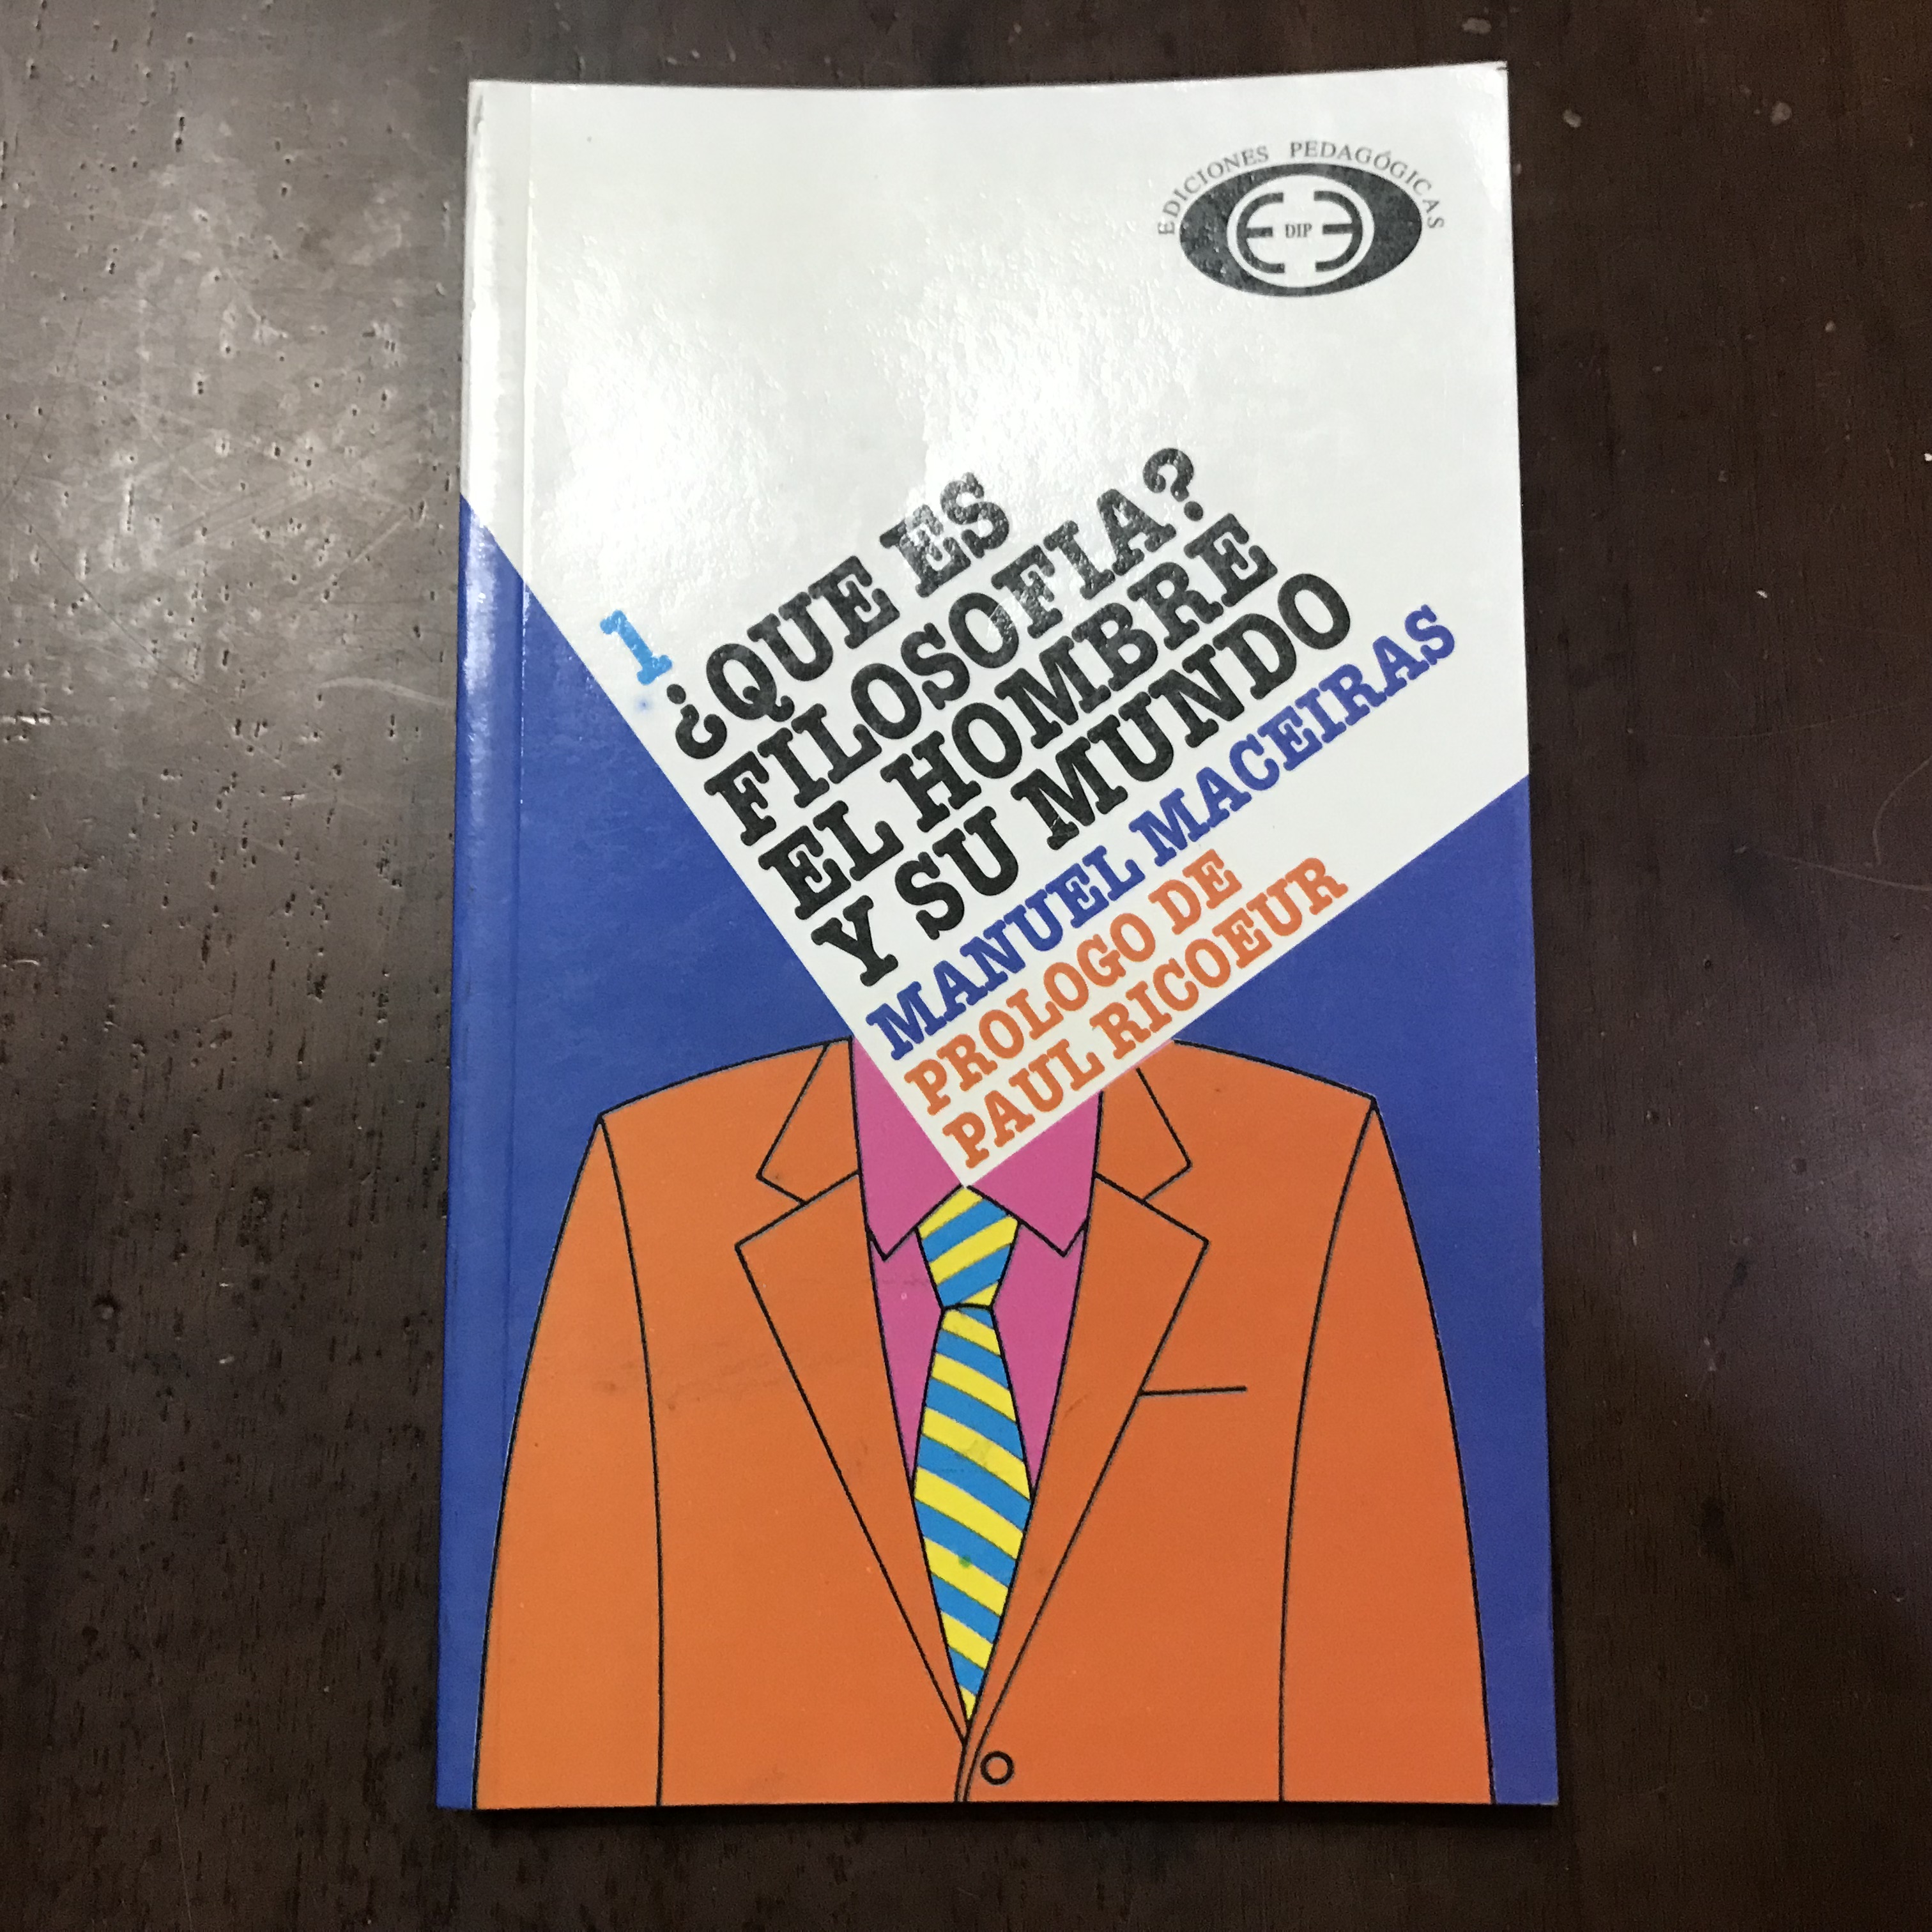 EDICIONES PEDAGÓGICAS
DIP
1
¿QUE ES
FILOSOFIA?
EL HOMBRE
Y SU MUNDO
MANUEL MACEIRAS
PROLOGO DE
PAUL RICOEUR